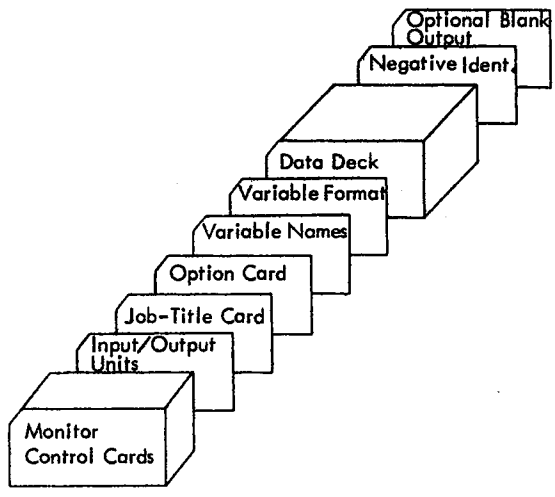 Optional Blank
Output
Negative Ident.
Data Deck
Variable Format
Variable Names
Option Card
Job-Title Card
Input/Output
Units
Monitor
Control Cards